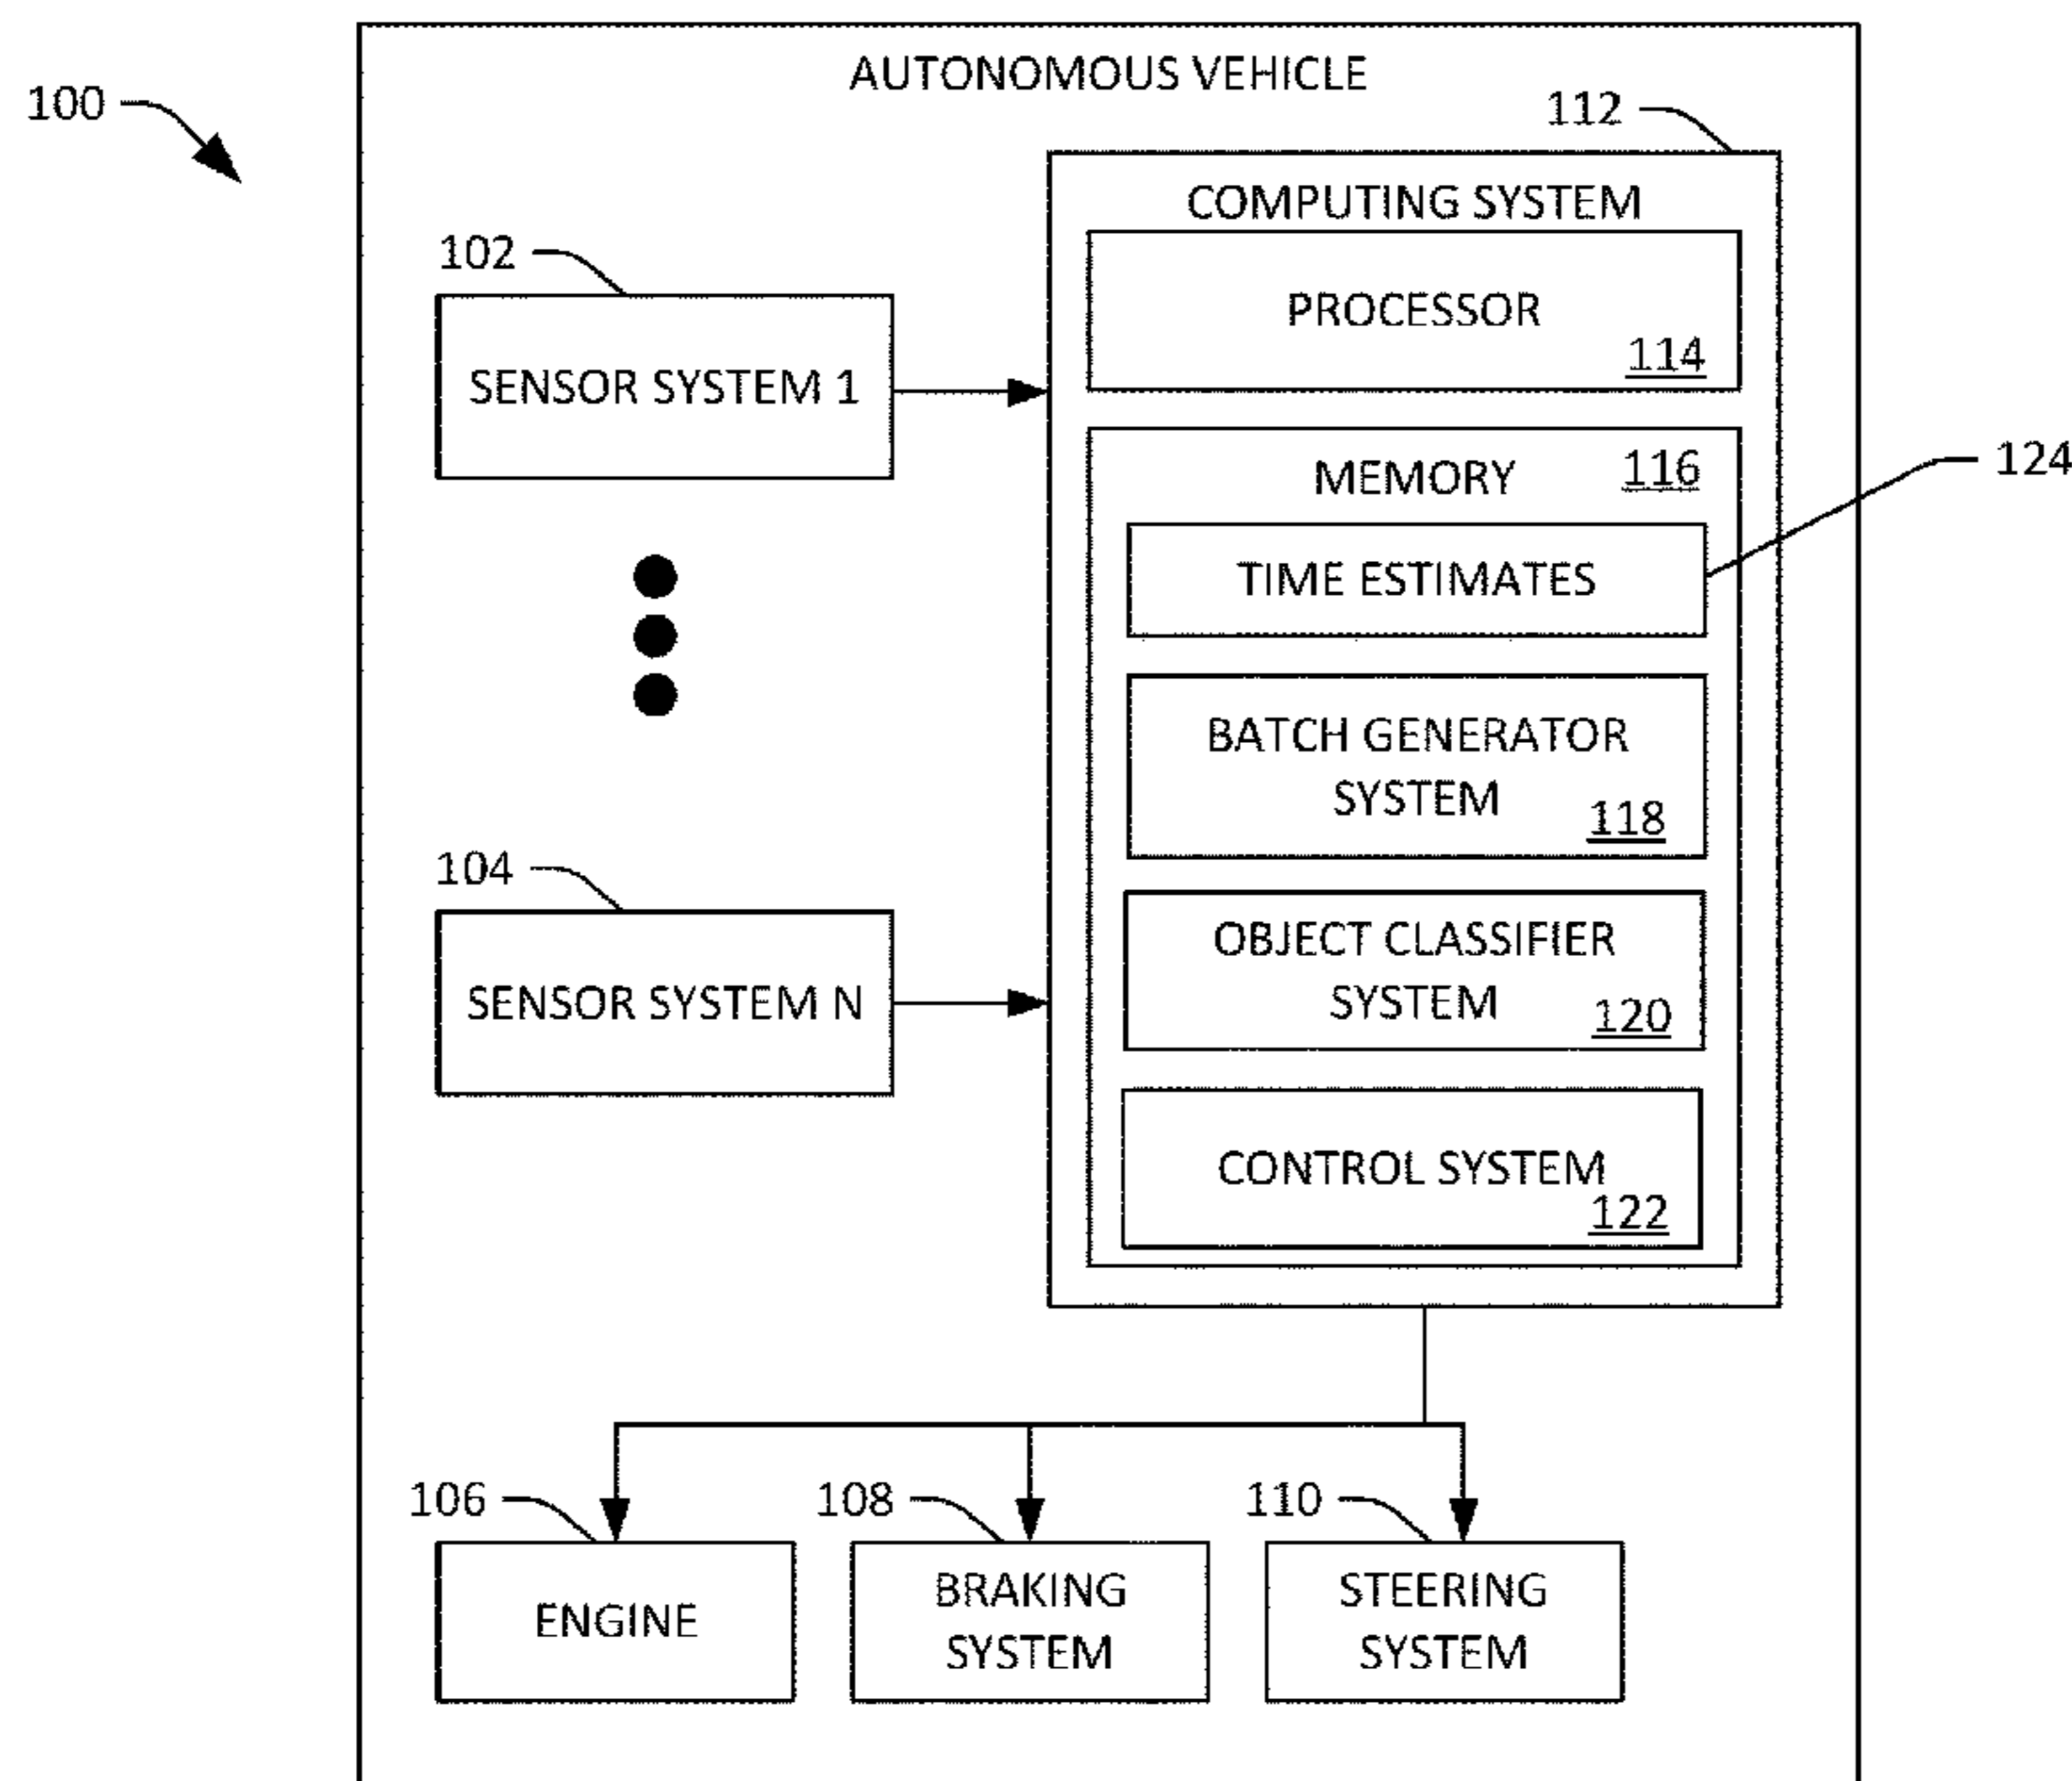 AUTONOMOUS VEHICLE
100
112
COMPUTING SYSTEM
102
PROCESSOR
114
SENSOR SYSTEM 1
MEMORY
116
124
TIME ESTIMATES
BATCH GENERATOR
SYSTEM
118
104
OBJECT CLASSIFIER
SYSTEM
120
SENSOR SYSTEM N
CONTROL SYSTEM
122
106
108
110
ENGINE
BRAKING
SYSTEM
STEERING
SYSTEM